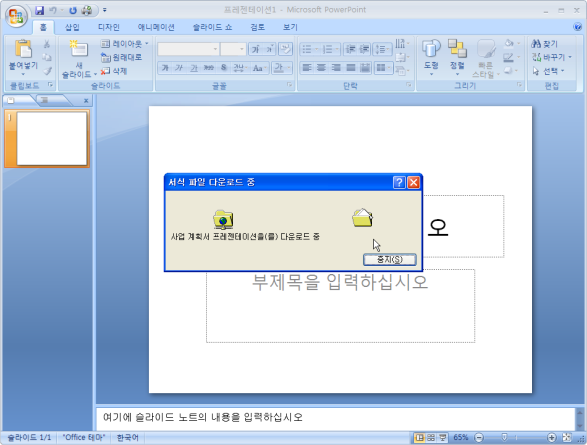 프레젠테이션1 - Microsoft PowerPoint
홈 삽입 디자인 애니메이션 슬라이드 쇼 검토 보기
붙여넣기
새 슬라이드
레이아웃
원래대로
삭제
가 가 가 abe S 가 Aa 가
도형 정렬 빠른 스타일
찾기
바꾸기
선택
클립보드 슬라이드 글꼴 단락 그리기 편집
1
서식 파일 다운로드 중
사업 계획서 프레젠테이션을(를) 다운로드 중
중지(S)
오
부제목을 입력하십시오
여기에 슬라이드 노트의 내용을 입력하십시오
슬라이드 1/1 "Office 테마" 한국어 65%